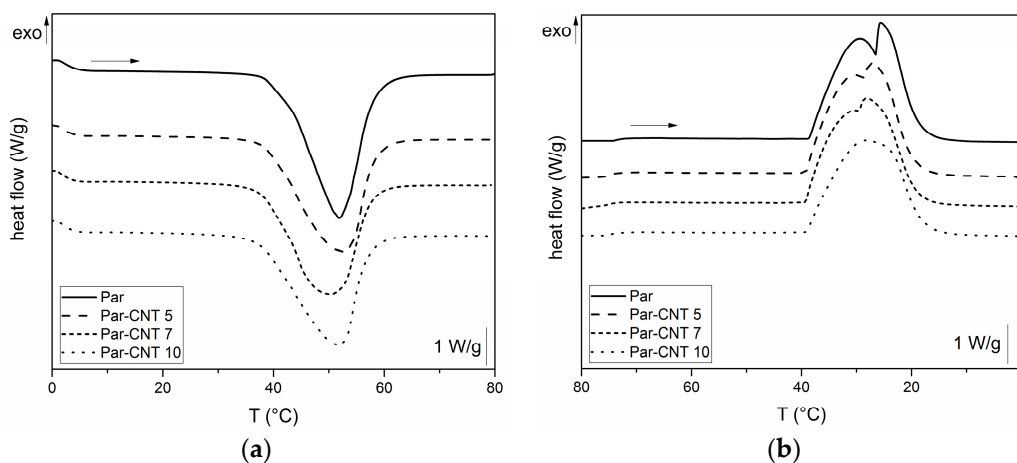 exo
heat flow (W/g)
Par
Par-CNT 5
Par-CNT 7
Par-CNT 10
1 W/g
0 20 40 60 80
T (°C)
(a)
exo
heat flow (W/g)
Par
Par-CNT 5
Par-CNT 7
Par-CNT 10
1 W/g
80 60 40 20
T (°C)
(b)